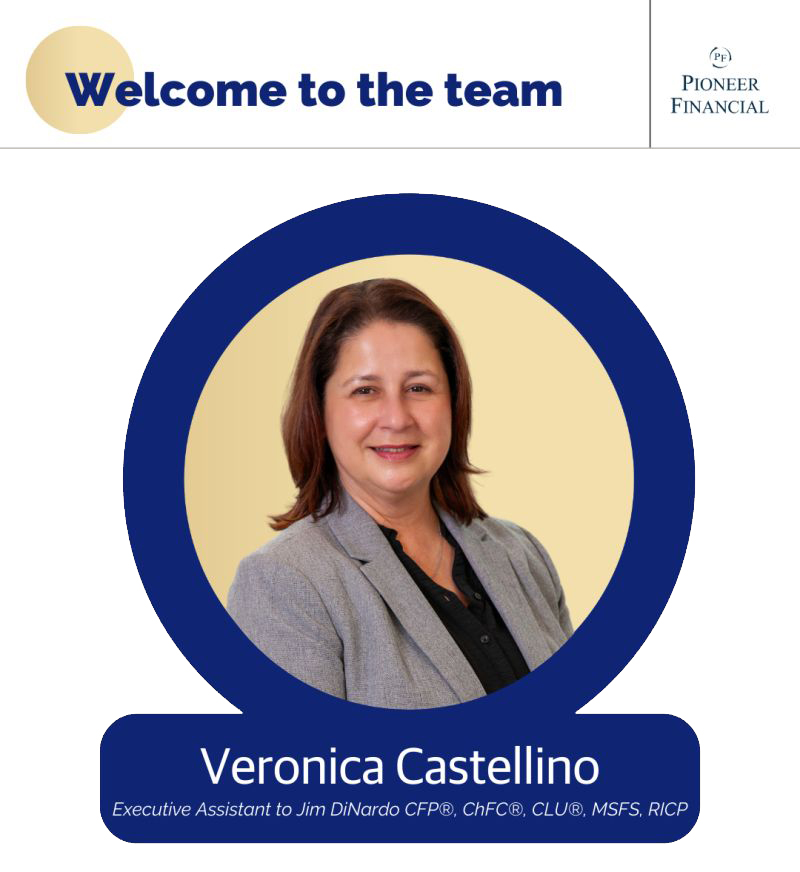 Welcome to the team
PF
PIONEER
FINANCIAL
Veronica Castellino
Executive Assistant to Jim DiNardo CFP®, ChFC®, CLU®, MSFS, RICP